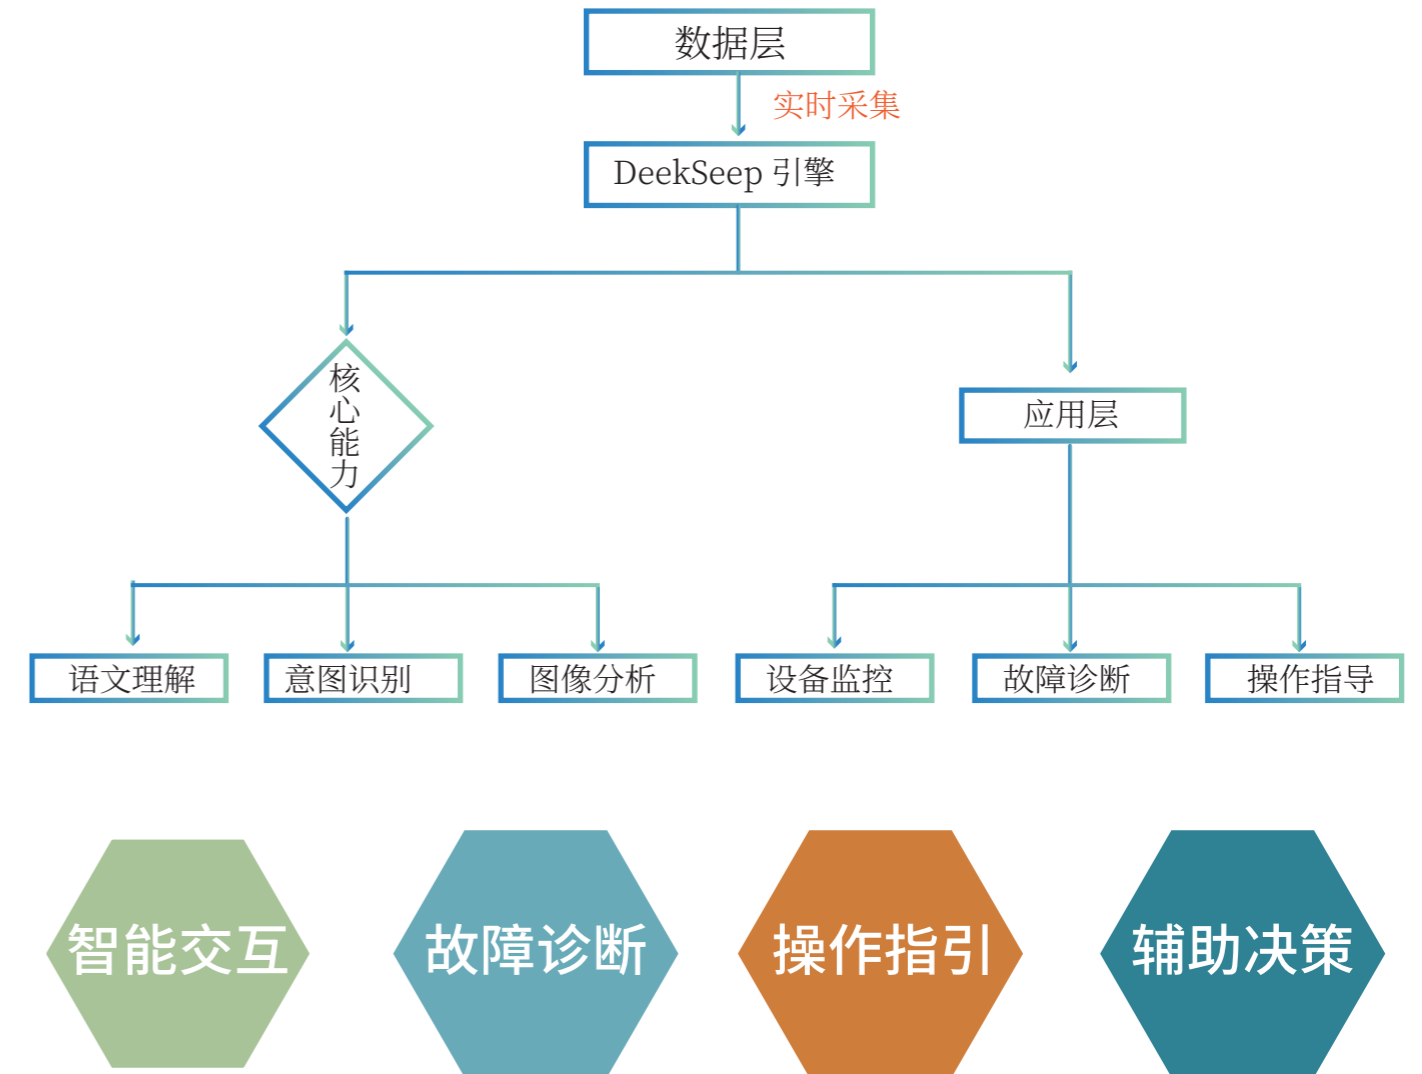 数据层
实时采集
DeekSeep 引擎
核心能力
应用层
语文理解
意图识别
图像分析
设备监控
故障诊断
操作指导
智能交互
故障诊断
操作指引
辅助决策